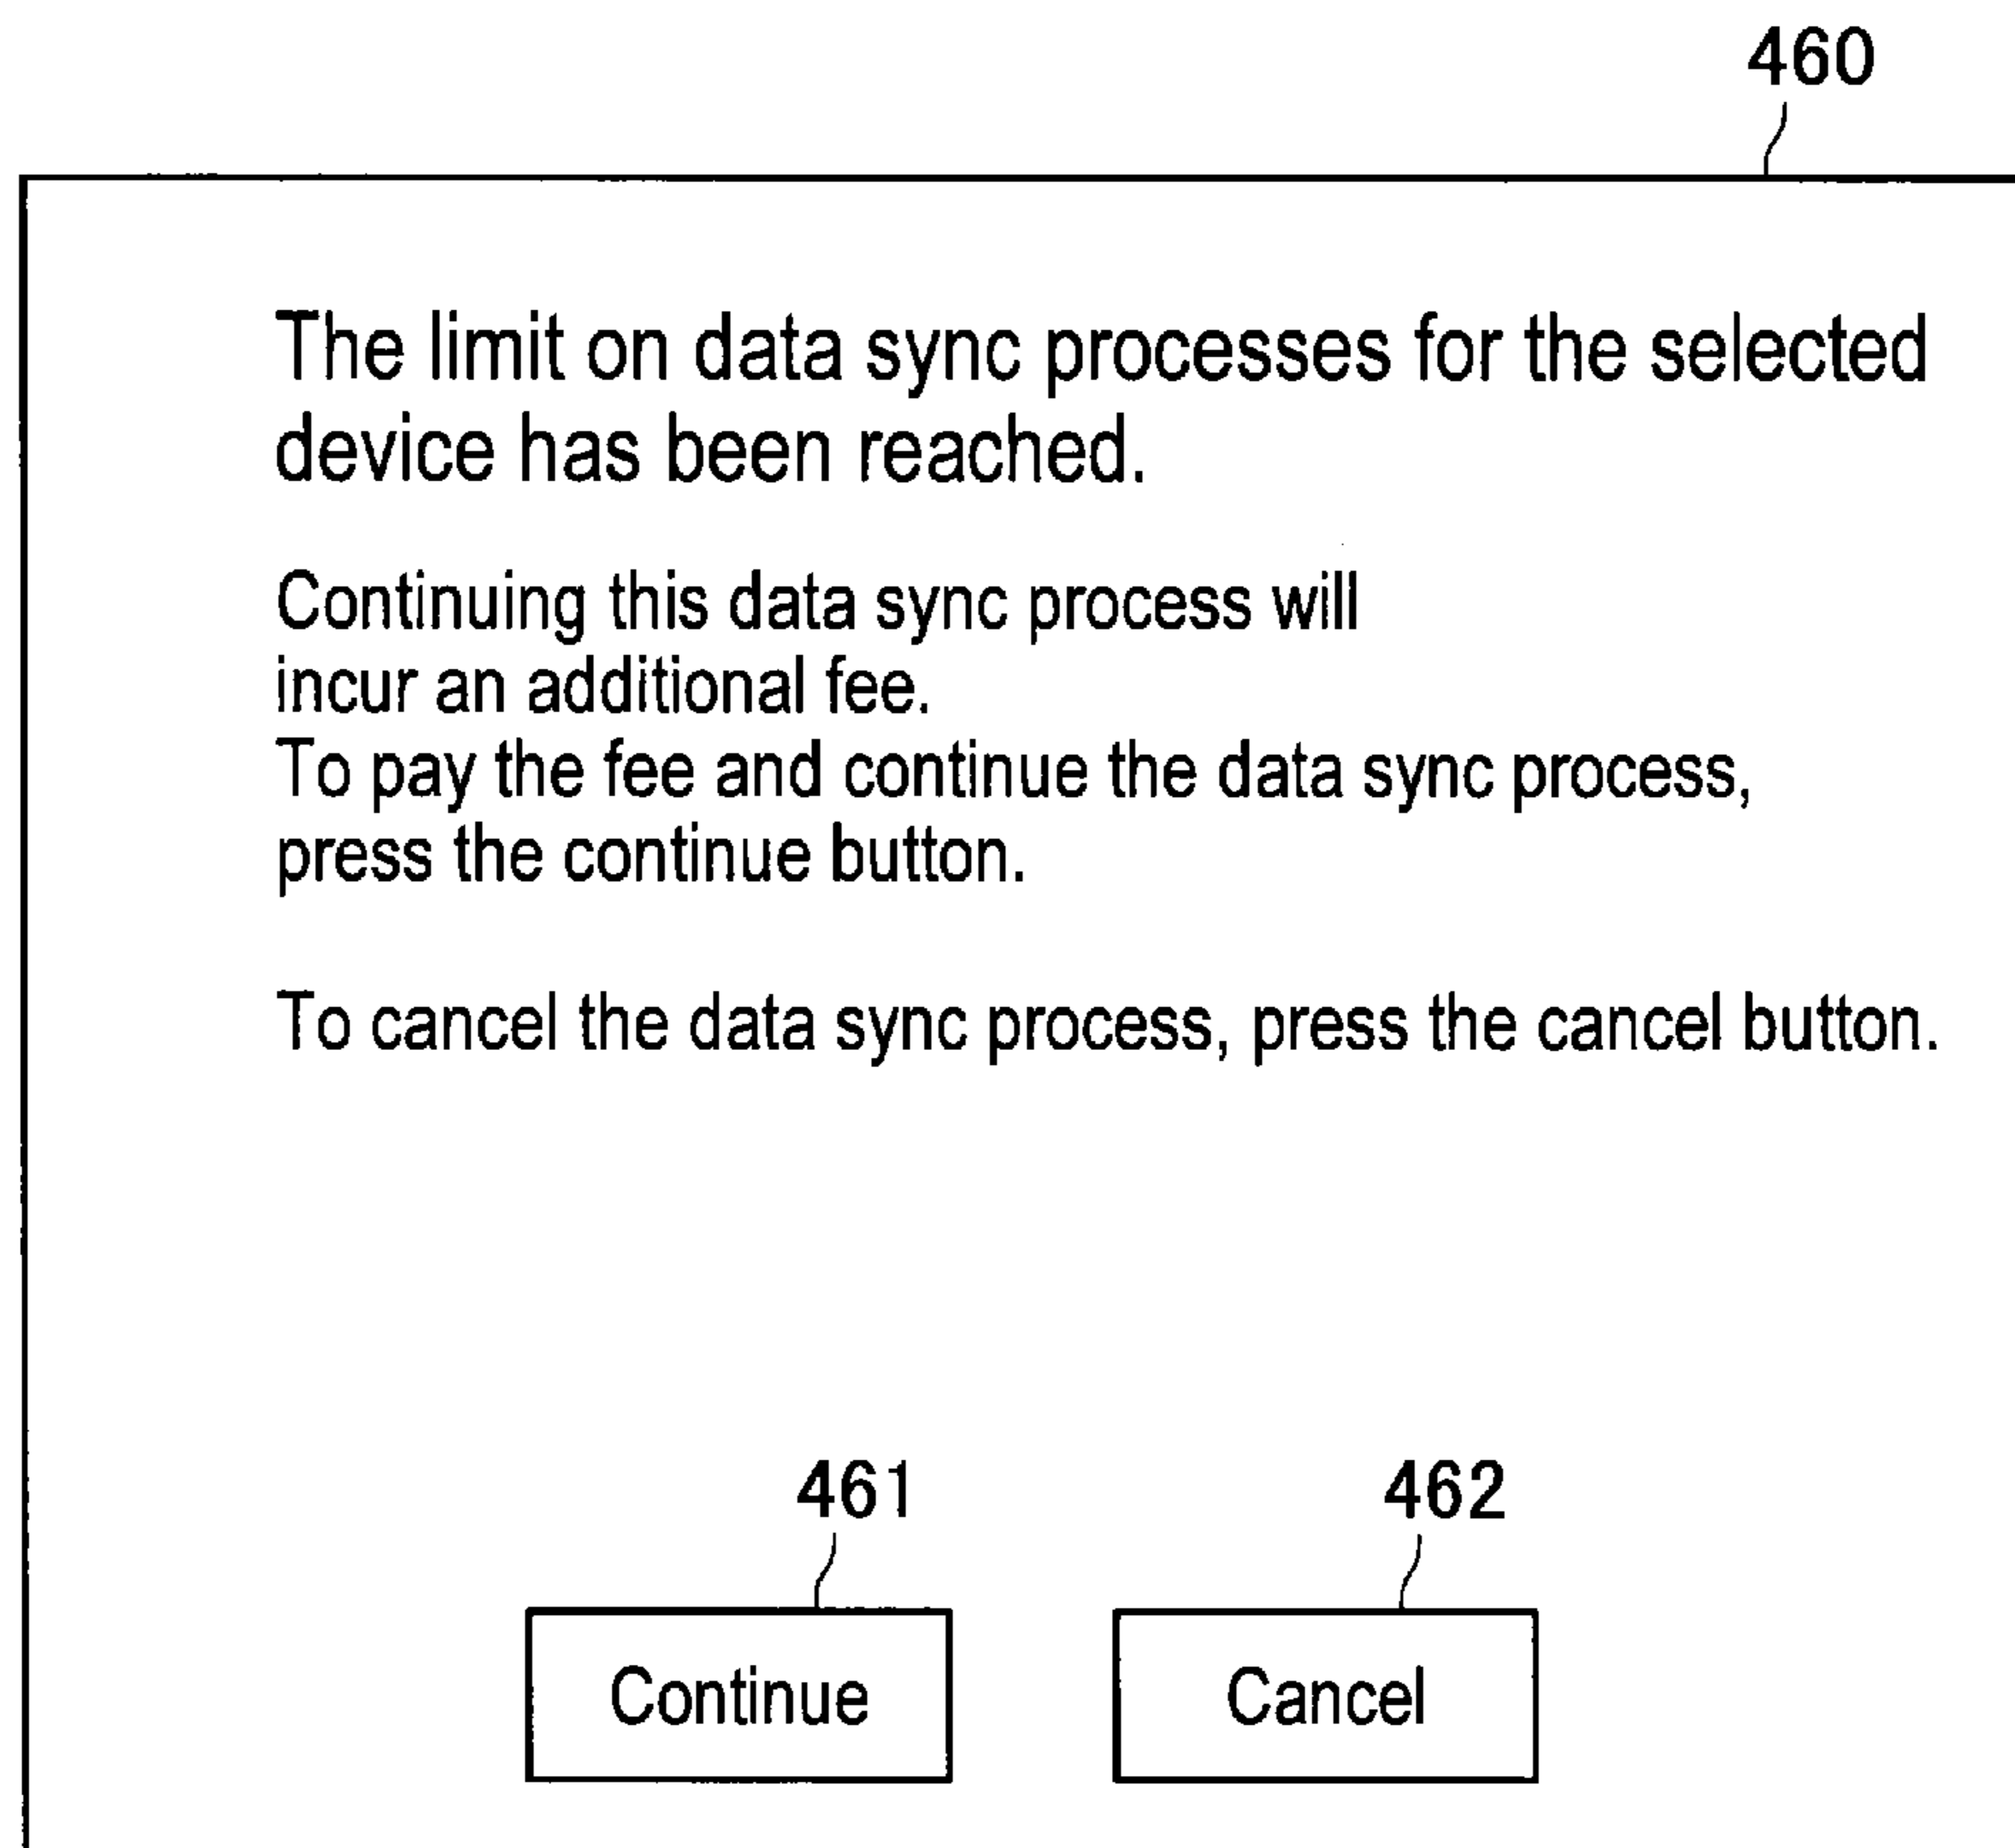 460
The limit on data sync processes for the selected
device has been reached.
Continuing this data sync process will
incur an additional fee.
To pay the fee and continue the data sync process,
press the continue button.
To cancel the data sync process, press the cancel button.
461
462
Continue
Cancel